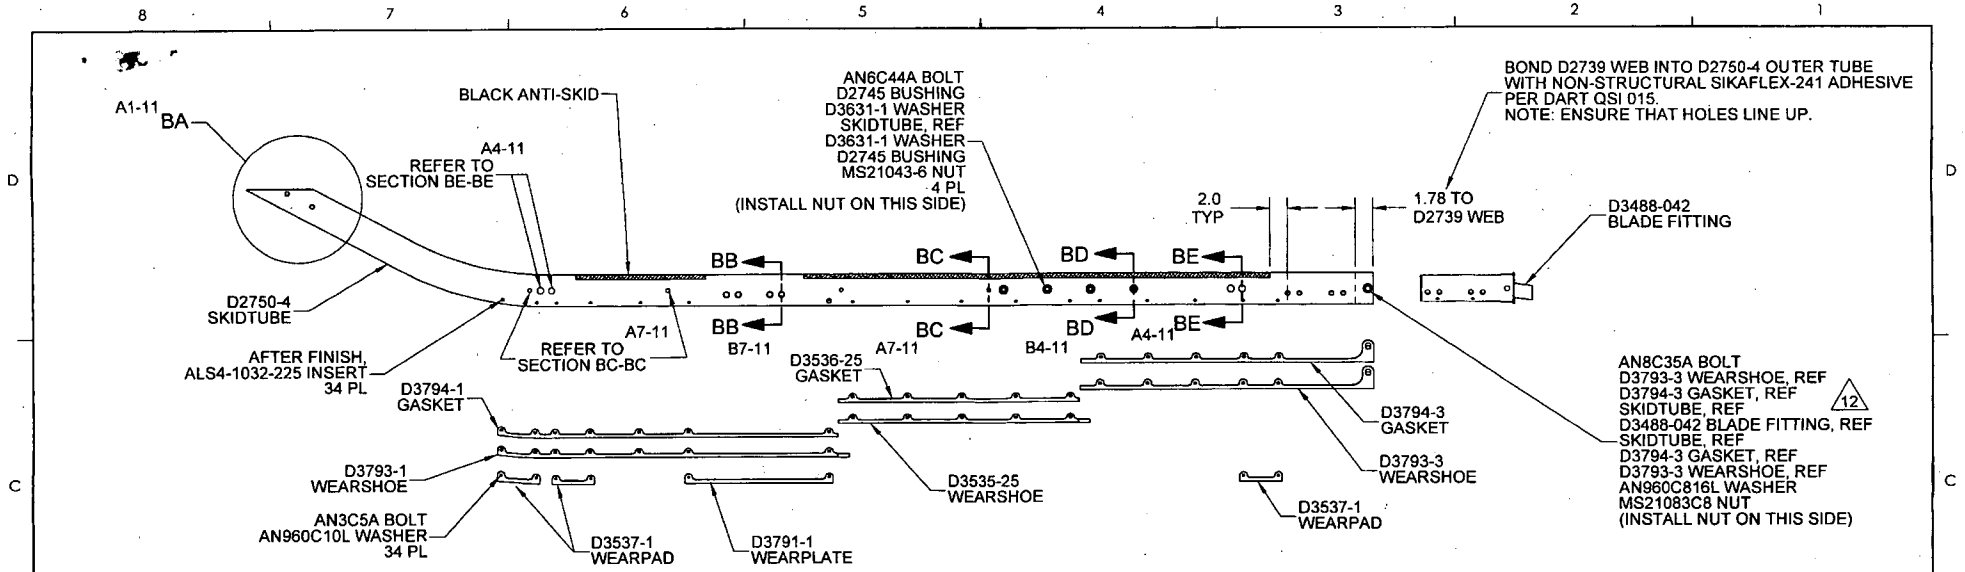 8 7 6 5 4 3 2 1
A1-11
BA
BLACK ANTI-SKID
A4-11
REFER TO
SECTION BE-BE
AN6C44A BOLT
D2745 BUSHING
D3631-1 WASHER
SKIDTUBE, REF
D3631-1 WASHER
D2745 BUSHING
MS21043-6 NUT
4 PL
(INSTALL NUT ON THIS SIDE)
BOND D2739 WEB INTO D2750-4 OUTER TUBE
WITH NON-STRUCTURAL SIKAFLEX-241 ADHESIVE
PER DART QSI 015.
NOTE: ENSURE THAT HOLES LINE UP.
D
D
2.0
TYP
1.78 TO
D2739 WEB
D3488-042
BLADE FITTING
BB
BC
BD
BE
D2750-4
SKIDTUBE
BB
BC
BD
BE
A7-11
B7-11
A7-11
B4-11
A4-11
REFER TO
SECTION BC-BC
AFTER FINISH,
ALS4-1032-225 INSERT
34 PL
D3794-1
GASKET
D3536-25
GASKET
D3794-3
GASKET
D3793-1
WEARSHOE
D3535-25
WEARSHOE
D3793-3
WEARSHOE
AN8C35A BOLT
D3793-3 WEARSHOE, REF
D3794-3 GASKET, REF
SKIDTUBE, REF
12
D3488-042 BLADE FITTING, REF
SKIDTUBE, REF
D3794-3 GASKET, REF
D3793-3 WEARSHOE, REF
AN960C816L WASHER
MS21083C8 NUT
(INSTALL NUT ON THIS SIDE)
C
C
AN3C5A BOLT
AN960C10L WASHER
34 PL
D3537-1
WEARPAD
D3791-1
WEARPLATE
D3537-1
WEARPAD